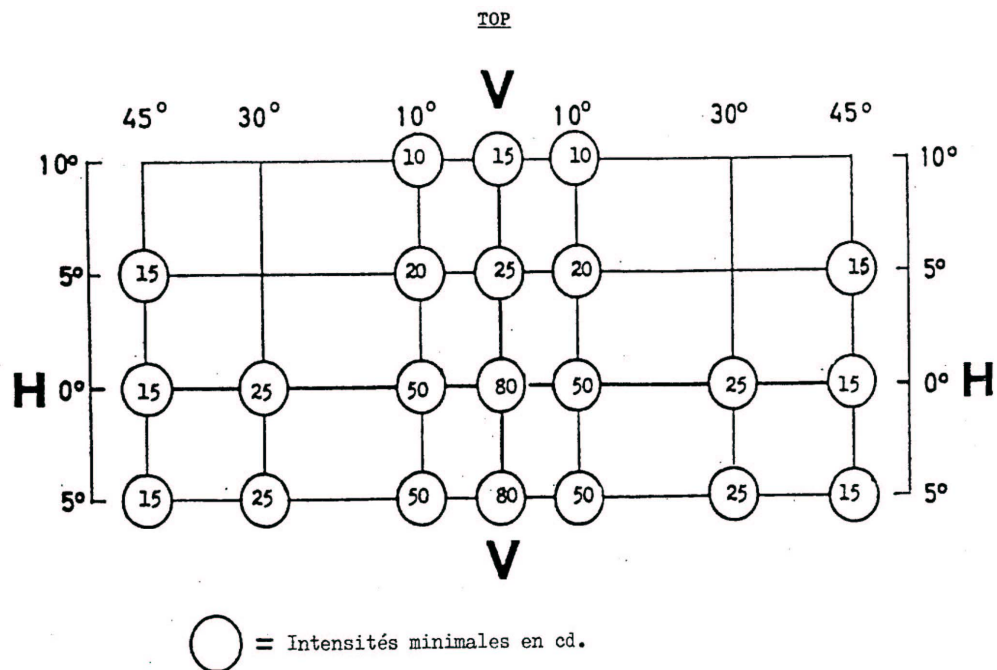 TOP
V
45° 30° 10° 10° 30° 45°
10° 10 15 10 10°
5° 15 20 25 20 15 5°
H 0° 15 25 50 80 50 25 15 0° H
5° 15 25 50 80 50 25 15 5°
V
= Intensités minimales en cd.